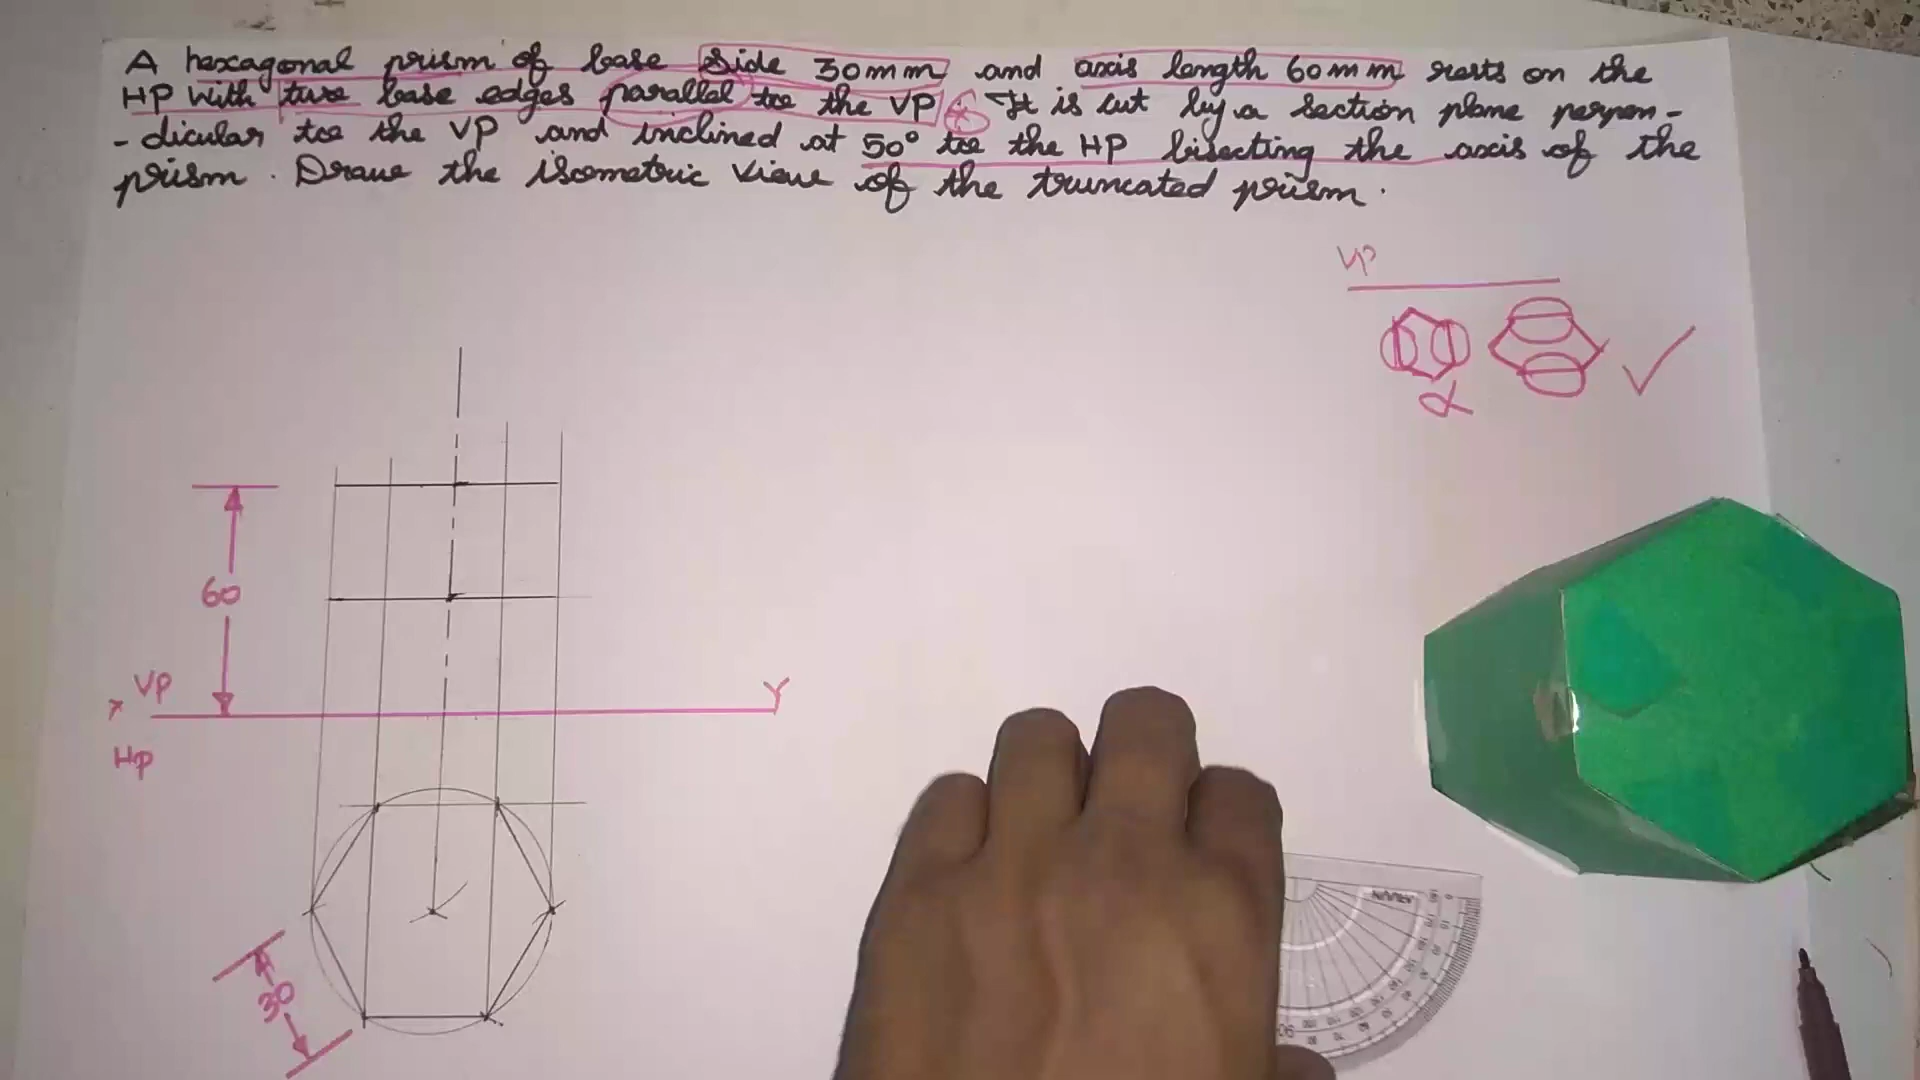 A hexagonal prism of base side 30mm and axis length 60mm rests on the
HP with two base edges parallel to the VP. It is cut by a section plane perpen-
-dicular to the VP and inclined at 50° to the HP bisecting the axis of the
prism. Draw the isometric view of the truncated prism.
VP
60
VP
X Y
HP
30